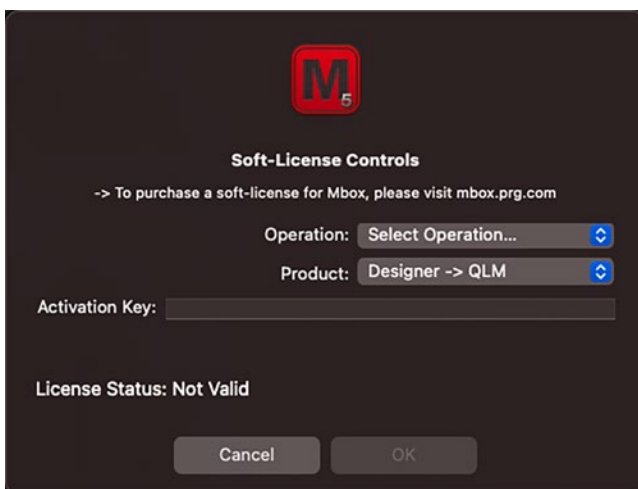 M5
Soft-License Controls
-> To purchase a soft-license for Mbox, please visit mbox.prg.com
Operation: Select Operation...
Product: Designer -> QLM
Activation Key:
License Status: Not Valid
Cancel OK